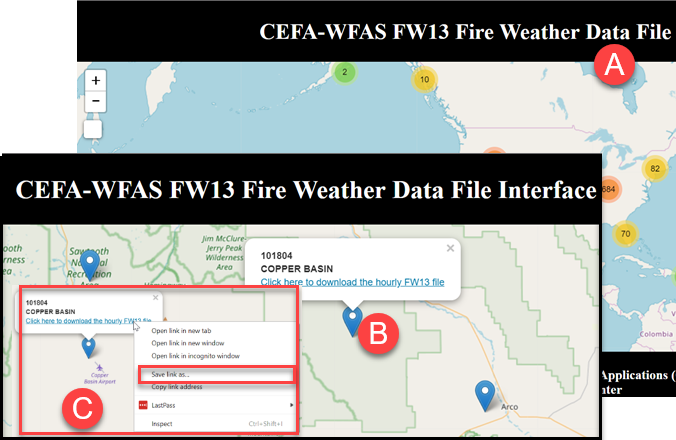 CEFA-WFAS FW13 Fire Weather Data File
A
2
10
+
−
82
684
70
Colombia
Applications (
nter
CEFA-WFAS FW13 Fire Weather Data File Interface
Jim McClure-
Jerry Peak
Wilderness
Area
Sawtooth
National
Recreation
Area
101804
COPPER BASIN
Click here to download the hourly FW13 file
×
B
101804
COPPER BASIN
Click here to download the hourly FW13 file
×
Open link in new tab
Open link in new window
Open link in incognito window
Save link as...
Copy link address
LastPass
Inspect Ctrl+Shift+I
Copper
Basin Airport
C
Arco